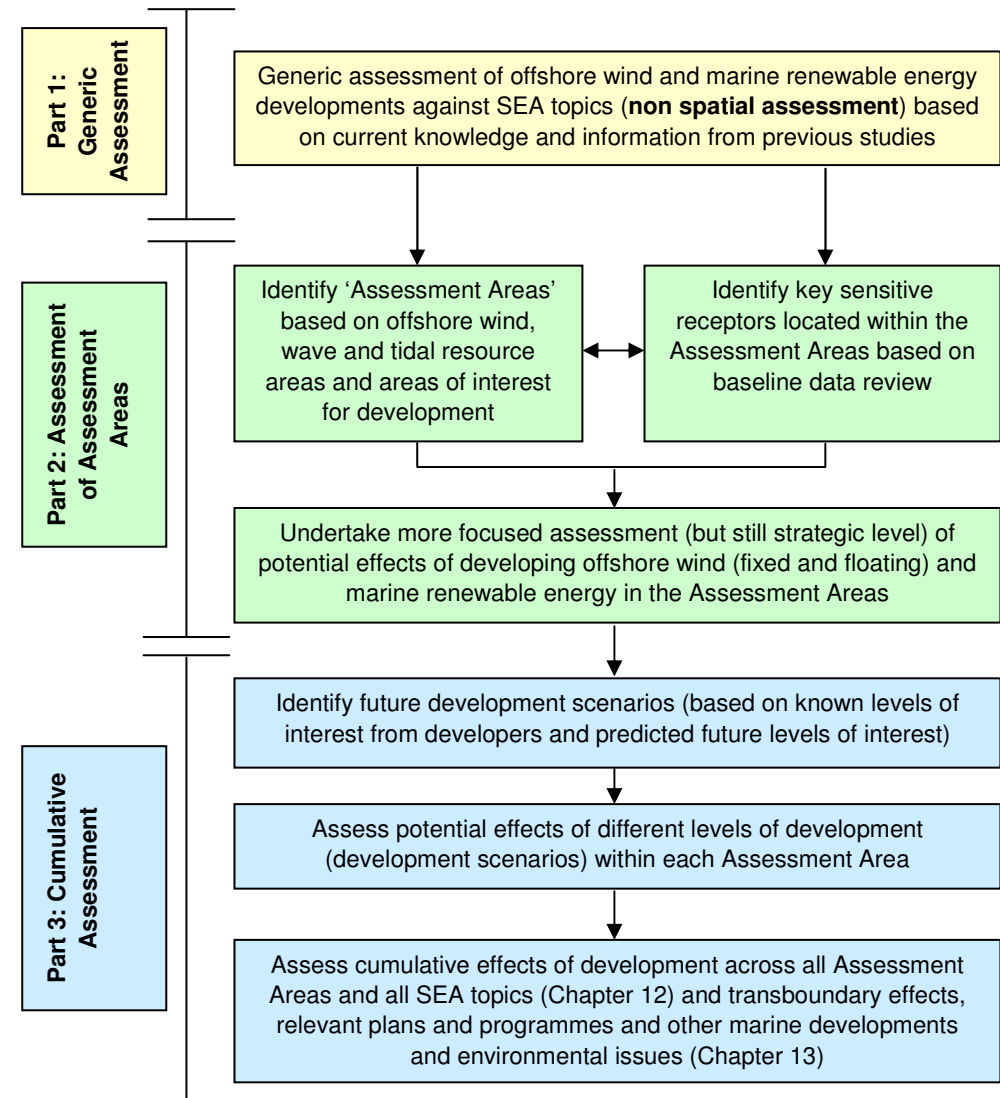 Part 1:
Generic
Assessment
Generic assessment of offshore wind and marine renewable energy
developments against SEA topics (non spatial assessment) based
on current knowledge and information from previous studies
Part 2: Assessment
of Assessment
Areas
Identify ‘Assessment Areas’
based on offshore wind,
wave and tidal resource
areas and areas of interest
for development
Identify key sensitive
receptors located within the
Assessment Areas based on
baseline data review
Undertake more focused assessment (but still strategic level) of
potential effects of developing offshore wind (fixed and floating) and
marine renewable energy in the Assessment Areas
Part 3: Cumulative
Assessment
Identify future development scenarios (based on known levels of
interest from developers and predicted future levels of interest)
Assess potential effects of different levels of development
(development scenarios) within each Assessment Area
Assess cumulative effects of development across all Assessment
Areas and all SEA topics (Chapter 12) and transboundary effects,
relevant plans and programmes and other marine developments
and environmental issues (Chapter 13)